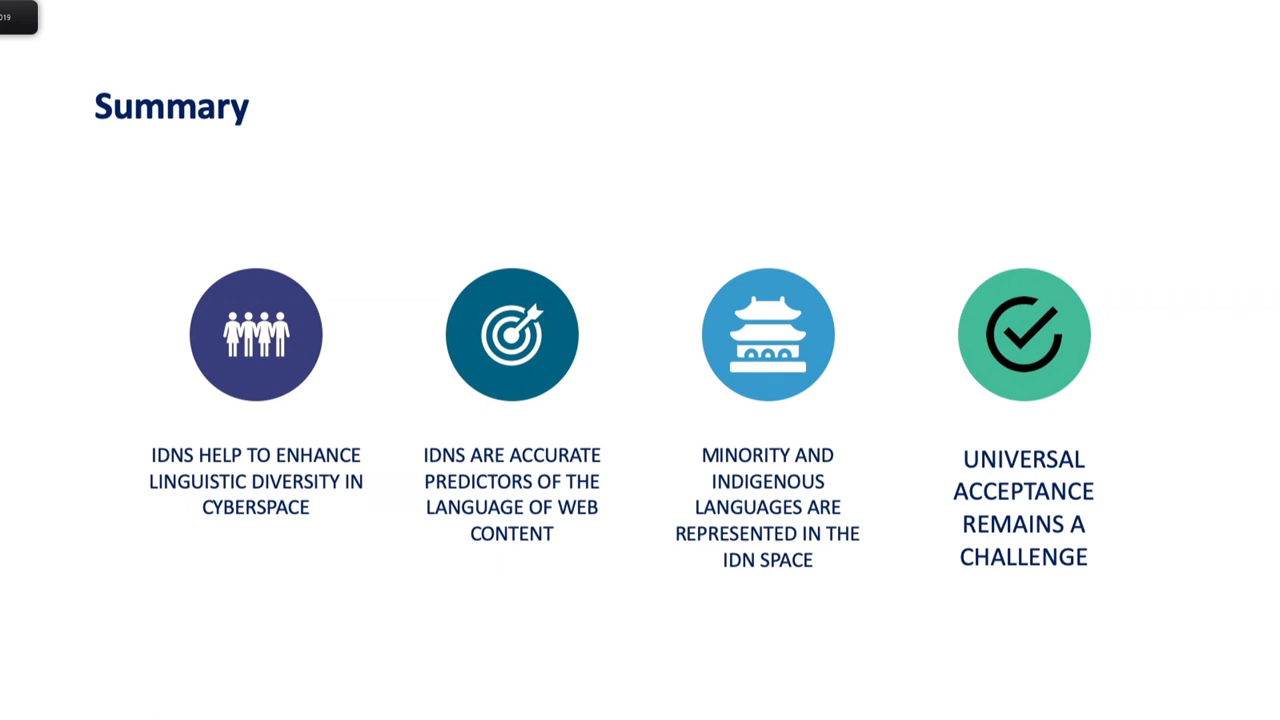 019
Summary
IDNS HELP TO ENHANCE
LINGUISTIC DIVERSITY IN
CYBERSPACE
IDNS ARE ACCURATE
PREDICTORS OF THE
LANGUAGE OF WEB
CONTENT
MINORITY AND
INDIGENOUS
LANGUAGES ARE
REPRESENTED IN THE
IDN SPACE
UNIVERSAL
ACCEPTANCE
REMAINS A
CHALLENGE